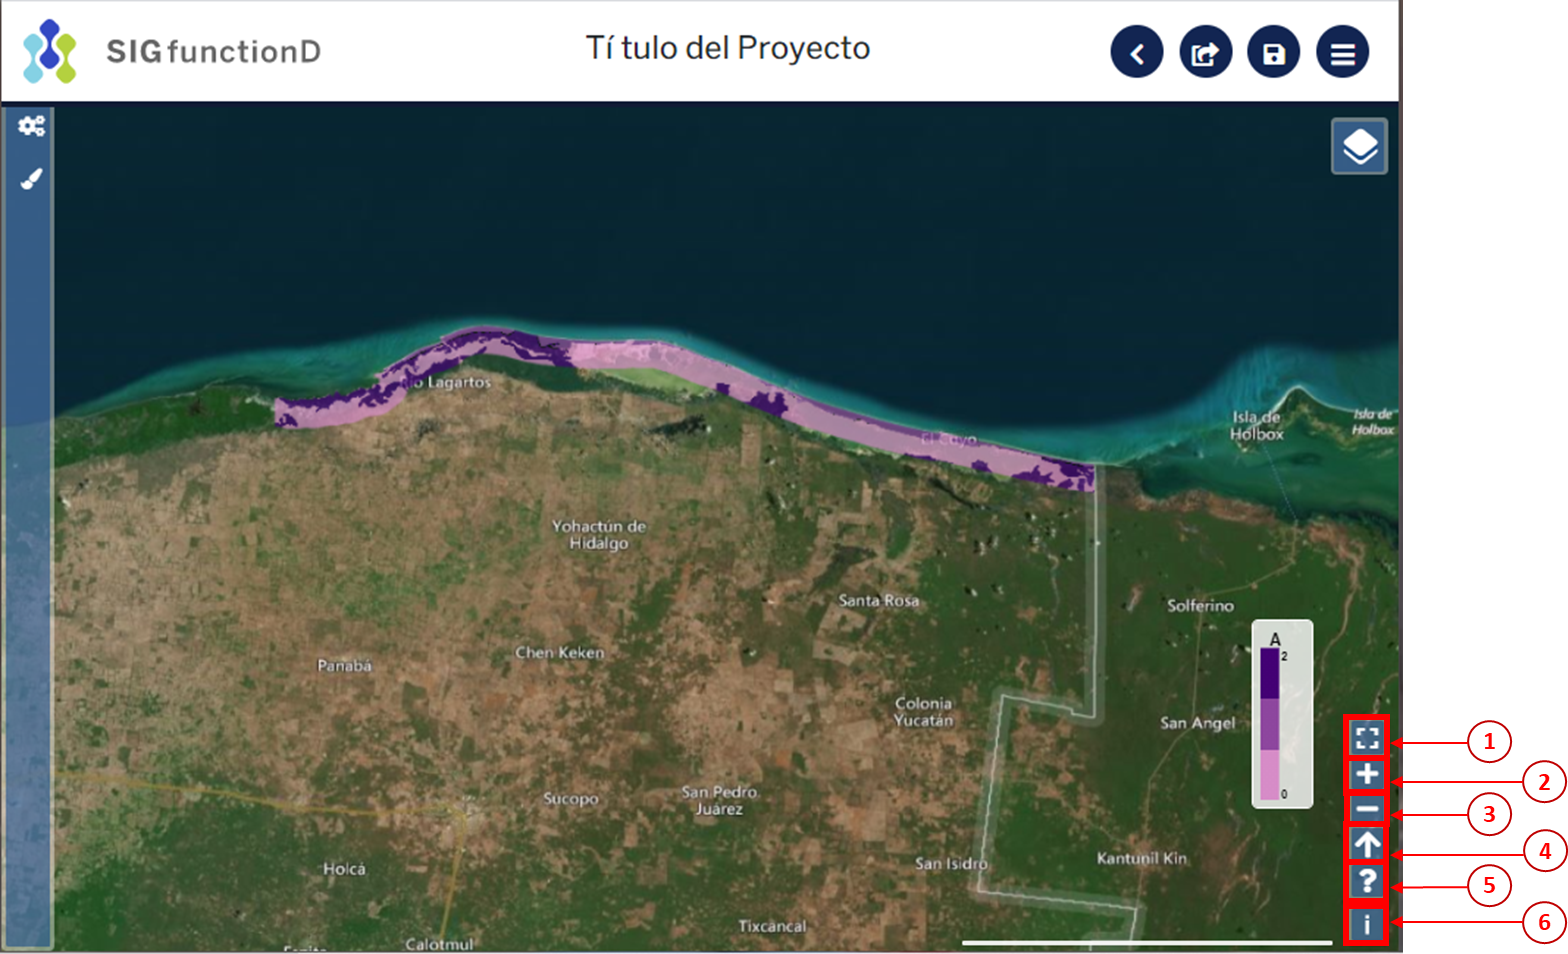 SIGfunctionD
Tí tulo del Proyecto
Lagartos
El Cuyo
Isla de
Holbox
Isla de
Holbox
Yohactún de
Hidalgo
Santa Rosa
Solferino
Chen Keken
Panabá
A
2
0
Colonia
Yucatán
San Angel
1
2
Sucopo
San Pedro
Juárez
3
4
Holcá
San Isidro
Kantunil Kin
?
5
i
6
Tixcancal
Calotmul